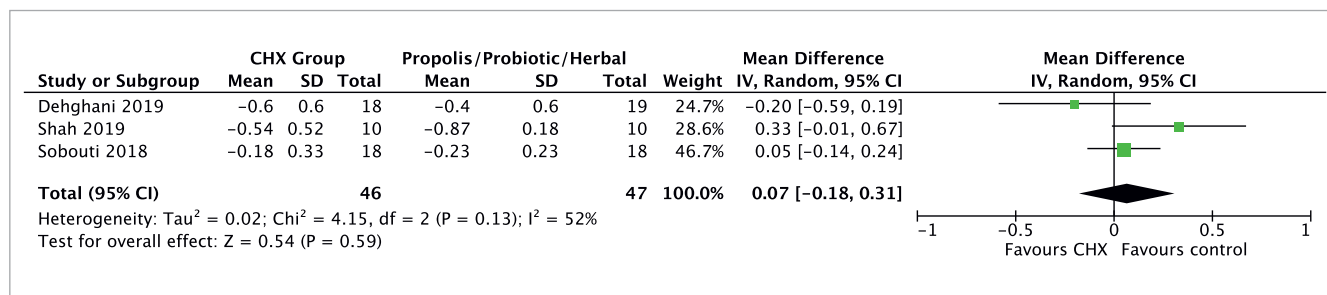 CHX Group Propolis/Probiotic/Herbal Mean Difference Mean Difference
Study or Subgroup Mean SD Total Mean SD Total Weight IV, Random, 95% CI IV, Random, 95% CI
Dehghani 2019 −0.6 0.6 18 −0.4 0.6 19 24.7% −0.20 [−0.59, 0.19]
Shah 2019 −0.54 0.52 10 −0.87 0.18 10 28.6% 0.33 [−0.01, 0.67]
Sobouti 2018 −0.18 0.33 18 −0.23 0.23 18 46.7% 0.05 [−0.14, 0.24]
Total (95% CI) 46 47 100.0% 0.07 [−0.18, 0.31]
Heterogeneity: Tau² = 0.02; Chi² = 4.15, df = 2 (P = 0.13); I² = 52%
Test for overall effect: Z = 0.54 (P = 0.59)
−1 −0.5 0 0.5 1
Favours CHX Favours control